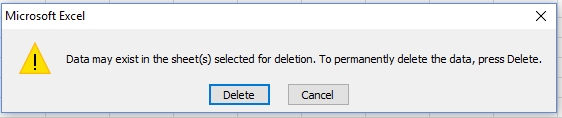 Microsoft Excel
Data may exist in the sheet(s) selected for deletion. To permanently delete the data, press Delete.
Delete
Cancel